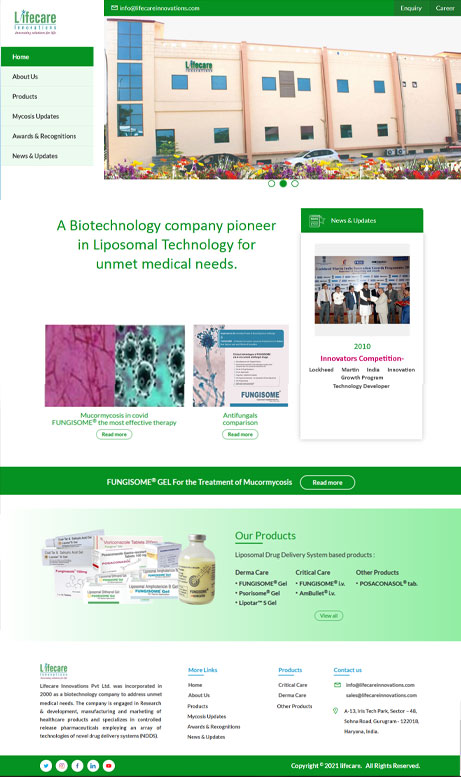 Lifecare
Innovations
info@lifecareinnovations.com
Enquiry
Career
Home
About Us
Products
Mycosis Updates
Awards & Recognitions
News & Updates
Lifecare
A Biotechnology company pioneer
in Liposomal Technology for
unmet medical needs.
News & Updates
2010
Innovators Competition-
Lockheed Martin India Innovation
Growth Program
Technology Developer
FUNGISOME
Mucormycosis in covid
FUNGISOME® the most effective therapy
Read more
Antifungals
comparison
Read more
FUNGISOME® GEL For the Treatment of Mucormycosis
Read more
Our Products
Liposomal Drug Delivery System based products :
Derma Care
• FUNGISOME® Gel
• Psorisome® Gel
• Lipotar™ S Gel
Critical Care
• FUNGISOME® i.v.
• AmBullet® i.v.
Other Products
• POSACONASOL® tab.
View all
Lifecare
Lifecare Innovations Pvt Ltd. was incorporated in
2000 as a biotechnology company to address unmet
medical needs. The company is engaged in Research
& development, manufacturing and marketing of
healthcare products and specializes in controlled
release pharmaceuticals employing an array of
technologies of novel drug delivery systems (NDDS).
More Links
Home
About Us
Products
Mycosis Updates
Awards & Recognitions
News & Updates
Products
Critical Care
Derma Care
Other Products
Contact us
info@lifecareinnovations.com
sales@lifecareinnovations.com
A-13, Iris Tech Park, Sextor - 48,
Sohna Road, Gurugram - 122018,
Haryana, India.
Copyright © 2021 lifecare. All Rights Reserved.